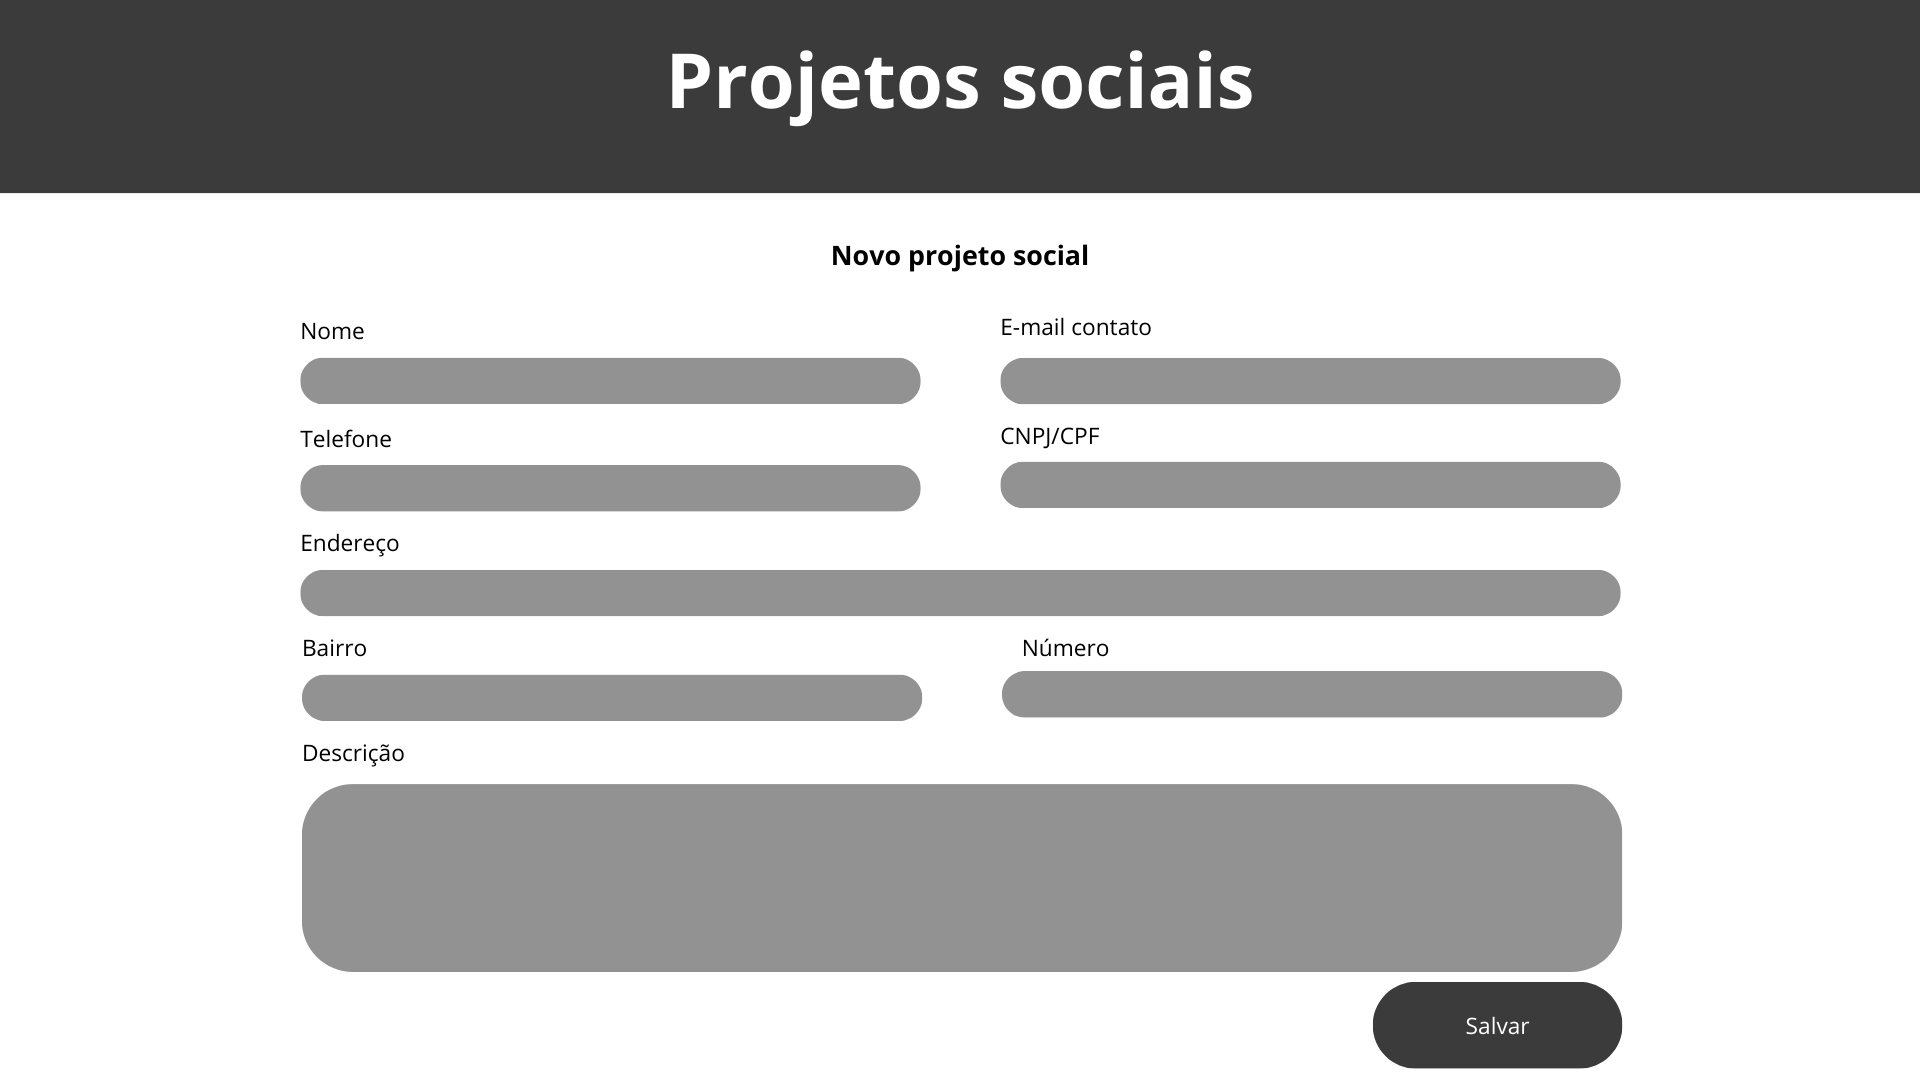 Projetos sociais
Novo projeto social
Nome
E-mail contato
Telefone
CNPJ/CPF
Endereço
Bairro
Número
Descrição
Salvar